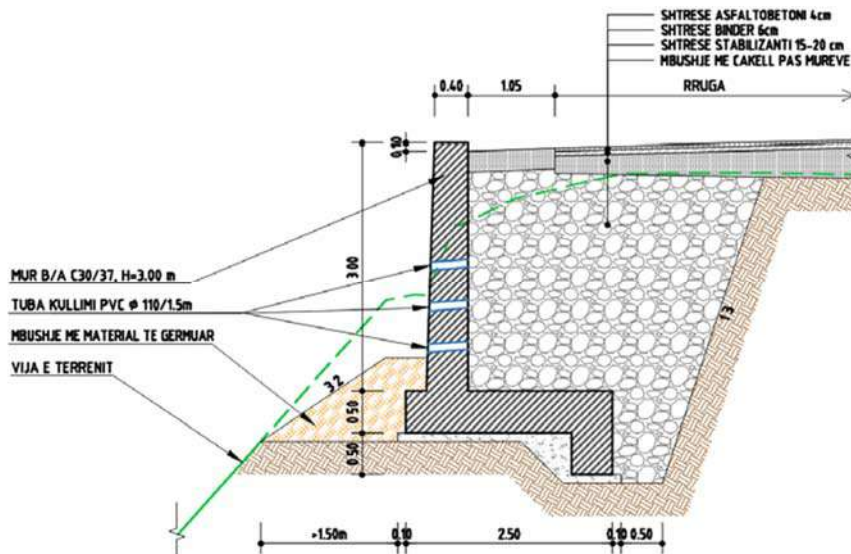 SHTRESE ASFALTOBETONI 4cm
SHTRESE BINDER 6cm
SHTRESE STABILIZANTI 15-20 cm
MBUSHJE ME CAKELL PAS MUREVE
0.40
1.05
RRUGA
0.10
3.00
MUR B/A C30/37, H=3.00 m
TUBA KULLIMI PVC ϕ 110/1.5m
MBUSHJE ME MATERIAL TE GERMUAR
VIJA E TERRENIT
3.2
1 3
0.50
0.50
>1.50m
0.10
2.50
0.10
0.50